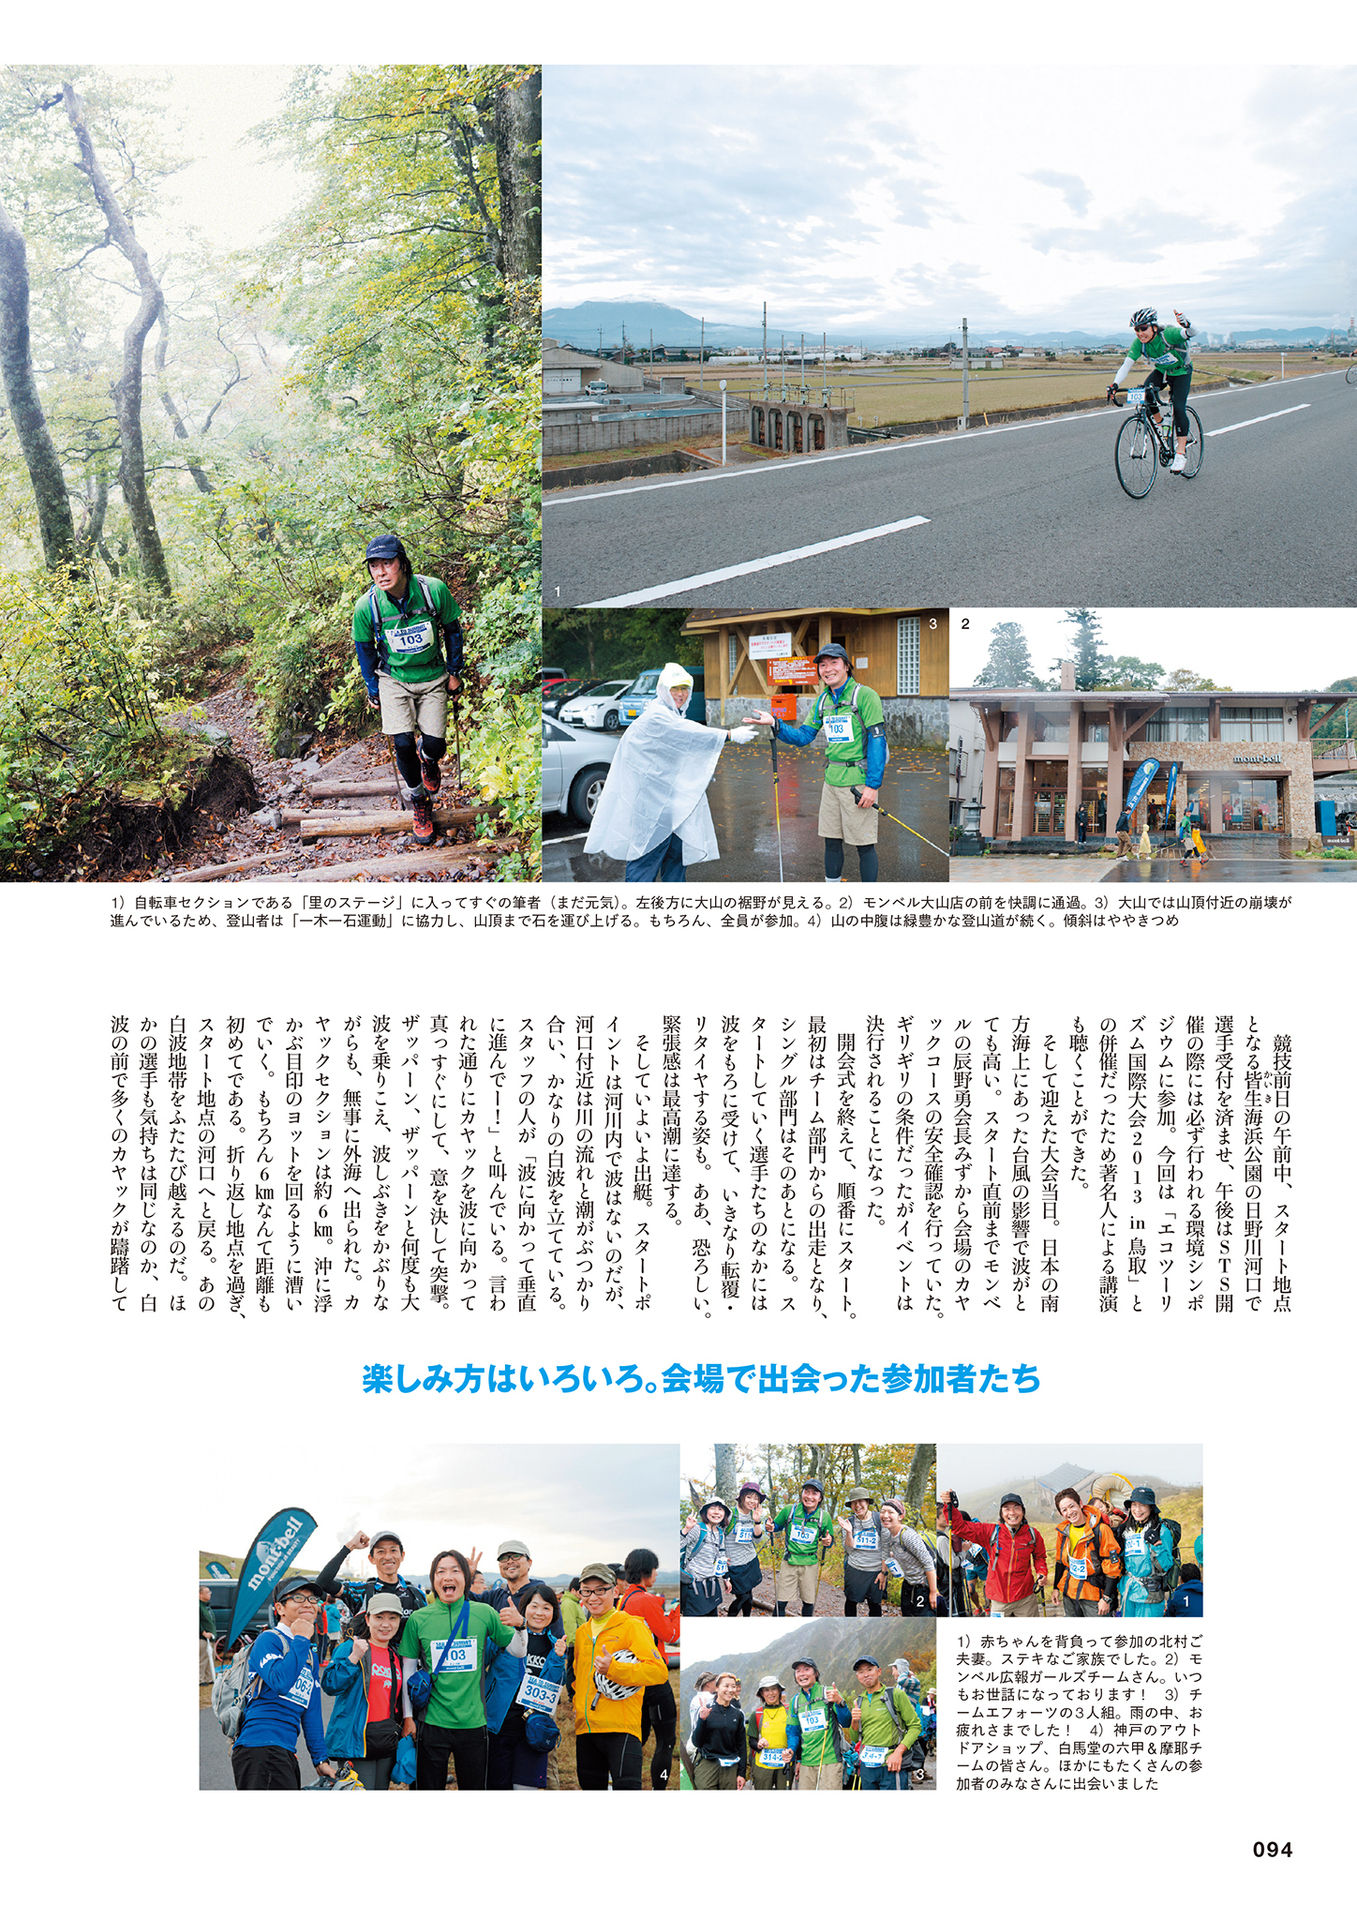 1
3
2
103
103
103
mont-bell
1）自転車セクションである「里のステージ」に入ってすぐの筆者（まだ元気）。左後方に大山の裾野が見える。2）モンベル大山店の前を快調に通過。3）大山では山頂付近の崩壊が
進んでいるため、登山者は「一木一石運動」に協力し、山頂まで石を運び上げる。もちろん、全員が参加。4）山の中腹は緑豊かな登山道が続く。傾斜はややきつめ
競技前日の午前中、スタート地点
となる皆生海浜公園の日野川河口で
かいき
選手受付を済ませ、午後はSTS開
催の際には必ず行われる環境シンポ
ジウムに参加。今回は「エコツーリ
ズム国際大会2013 in 鳥取」と
の併催だったため著名人による講演
も聴くことができた。
そして迎えた大会当日。日本の南
方海上にあった台風の影響で波がと
ても高い。スタート直前までモンベ
ルの辰野勇会長みずから会場のカヤ
ックコースの安全確認を行っていた。
ギリギリの条件だったがイベントは
決行されることになった。
開会式を終えて、順番にスタート。
最初はチーム部門からの出走となり、
シングル部門はそのあとになる。ス
タートしていく選手たちのなかには
波をもろに受けて、いきなり転覆・
リタイヤする姿も。ああ、恐ろしい。
緊張感は最高潮に達する。
そしていよいよ出艇。スタートポ
イントは河川内で波はないのだが、
河口付近は川の流れと潮がぶつかり
合い、かなりの白波を立てている。
スタッフの人が「波に向かって垂直
に進んでー！」と叫んでいる。言わ
れた通りにカヤックを波に向かって
真っすぐにして、意を決して突撃。
ザッパーン、ザッパーンと何度も大
波を乗りこえ、波しぶきをかぶりな
がらも、無事に外海へ出られた。カ
ヤックセクションは約6㎞。沖に浮
かぶ目印のヨットを回るように漕い
でいく。もちろん6㎞なんて距離も
初めてである。折り返し地点を過ぎ、
スタート地点の河口へと戻る。あの
白波地帯をふたたび越えるのだ。ほ
かの選手も気持ちは同じなのか、白
波の前で多くのカヤックが躊躇して
楽しみ方はいろいろ。会場で出会った参加者たち
mont-bell
103
303-3
4
103
511-2
2
1
103
314-2
3
1）赤ちゃんを背負って参加の北村ご
夫妻。ステキなご家族でした。2）モ
ンベル広報ガールズチームさん。いつ
もお世話になっております！　3）チ
ームエフォーツの3人組。雨の中、お
疲れさまでした！　4）神戸のアウト
ドアショップ、白馬堂の六甲＆摩耶チ
ームの皆さん。ほかにもたくさんの参
加者のみなさんに出会いました
094